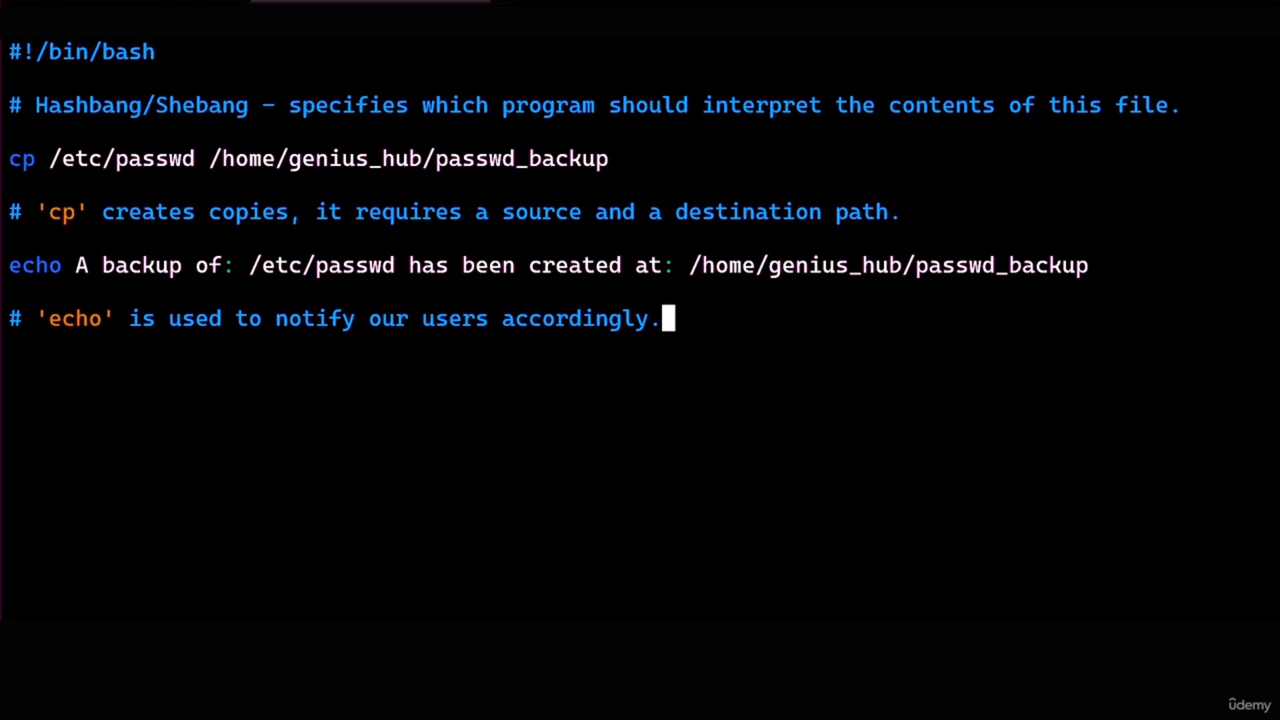 #!/bin/bash
# Hashbang/Shebang – specifies which program should interpret the contents of this file.
cp /etc/passwd /home/genius_hub/passwd_backup
# 'cp' creates copies, it requires a source and a destination path.
echo A backup of: /etc/passwd has been created at: /home/genius_hub/passwd_backup
# 'echo' is used to notify our users accordingly.
ûdemy